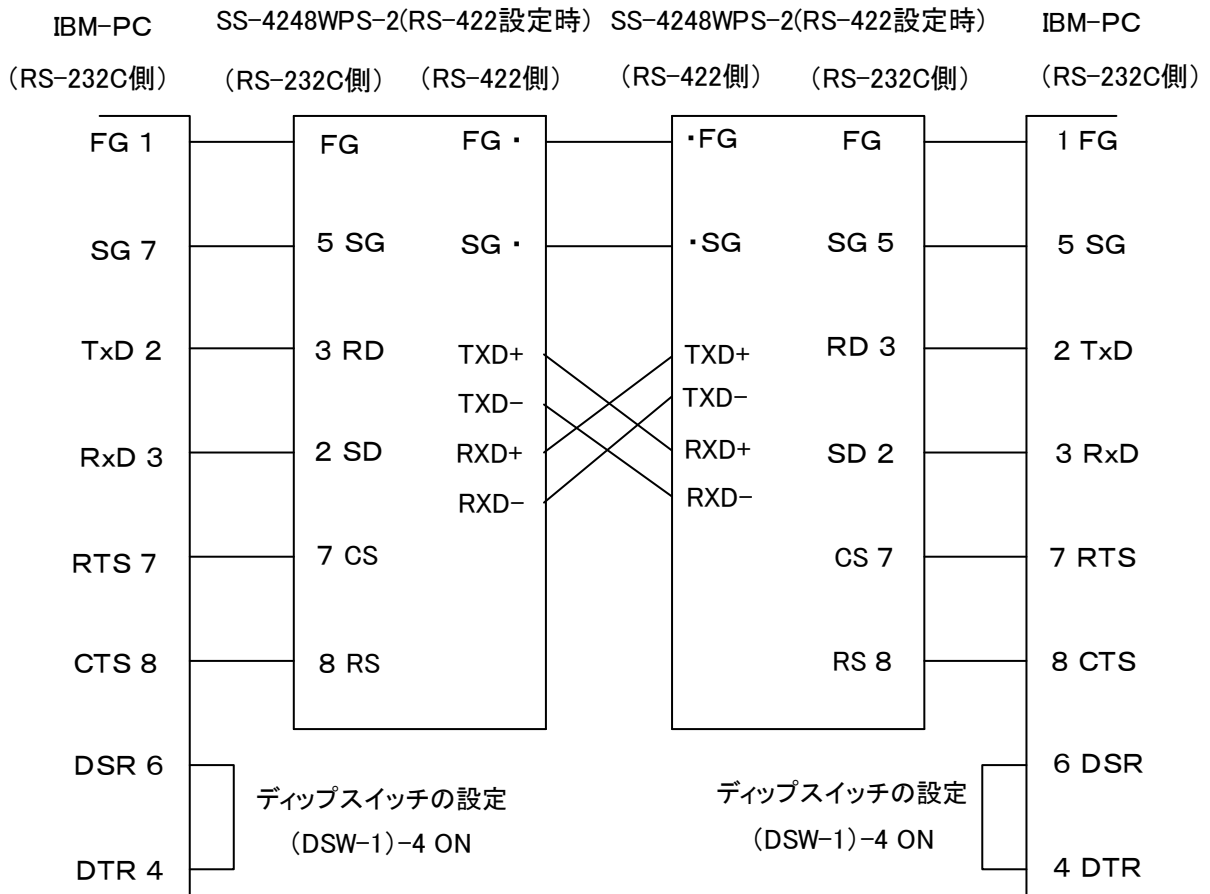 IBM-PC SS-4248WPS-2(RS-422設定時) SS-4248WPS-2(RS-422設定時) IBM-PC
(RS-232C側) (RS-232C側) (RS-422側) (RS-422側) (RS-232C側) (RS-232C側)
FG 1 FG FG・ ・FG FG 1 FG
SG 7 5 SG SG・ ・SG SG 5 5 SG
TxD 2 3 RD TXD+ TXD+ RD 3 2 TxD
TXD- TXD-
RxD 3 2 SD RXD+ RXD+ SD 2 3 RxD
RXD- RXD-
RTS 7 7 CS CS 7 7 RTS
CTS 8 8 RS RS 8 8 CTS
DSR 6 6 DSR
ディップスイッチの設定 ディップスイッチの設定
(DSW-1)-4 ON (DSW-1)-4 ON
DTR 4 4 DTR